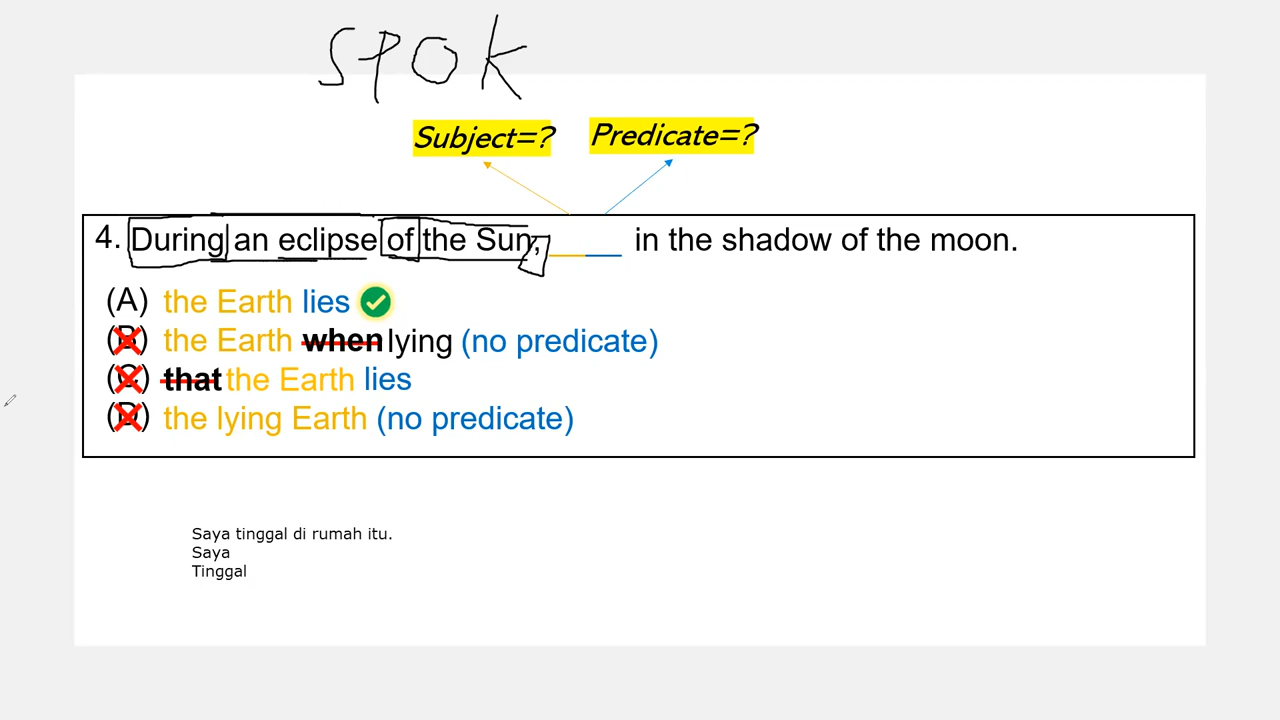 SPOK
Subject=? Predicate=?
4. During an eclipse of the Sun, ____ in the shadow of the moon.
(A) the Earth lies
(B) the Earth when lying (no predicate)
(C) that the Earth lies
(D) the lying Earth (no predicate)
Saya tinggal di rumah itu.
Saya
Tinggal